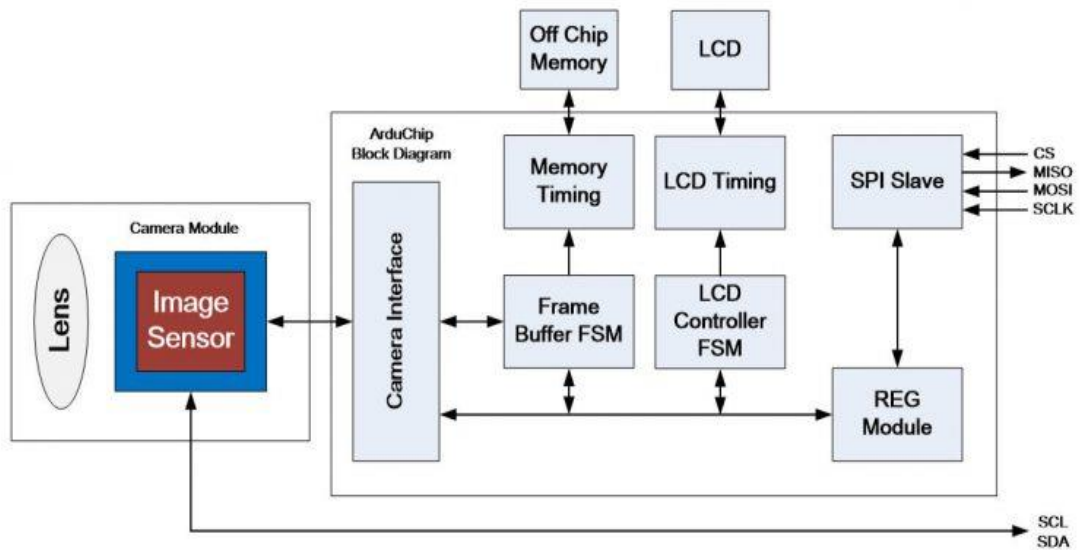 Off Chip
Memory
LCD
ArduChip
Block Diagram
Memory
Timing
LCD Timing
SPI Slave
CS
MISO
MOSI
SCLK
Camera Module
Lens
Image
Sensor
Camera Interface
Frame
Buffer FSM
LCD
Controller
FSM
REG
Module
SCL
SDA